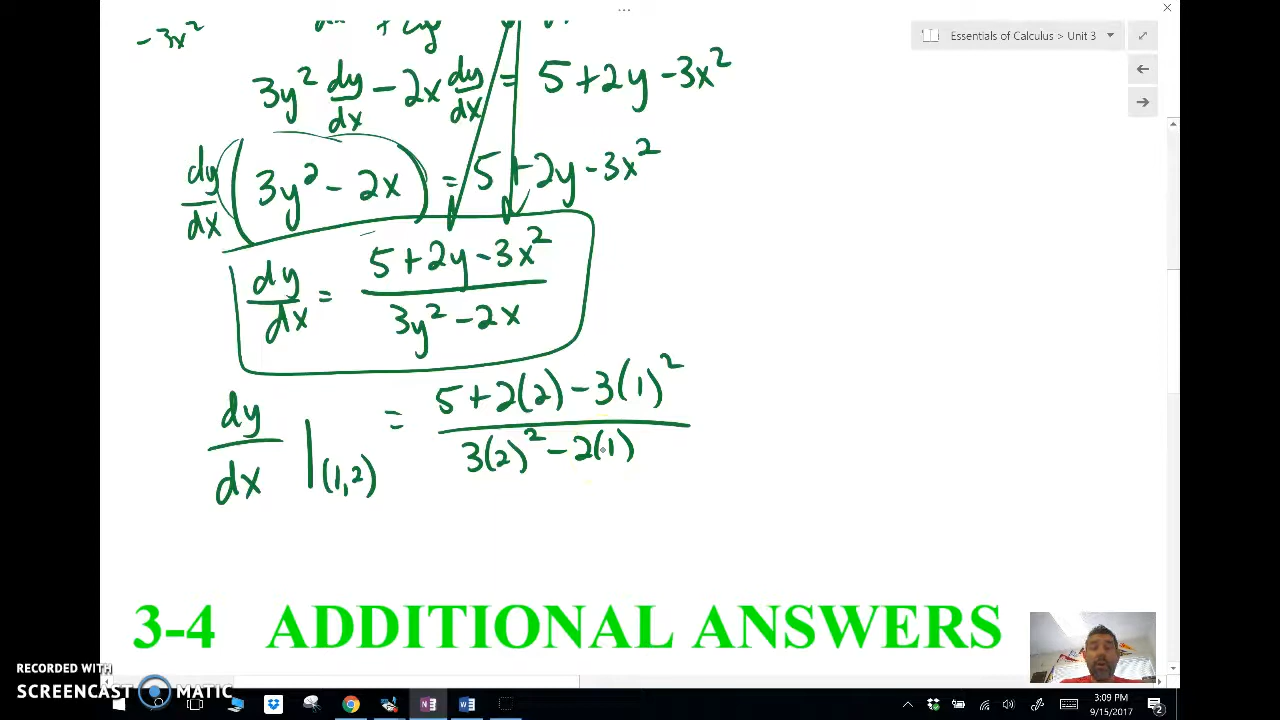 Essentials of Calculus > Unit 3
-3x²
3y² dy/dx - 2x dy/dx = 5 + 2y - 3x²
dy/dx (3y² - 2x) = 5 + 2y - 3x²
dy/dx = (5 + 2y - 3x²)/(3y² - 2x)
dy/dx |(1,2) = (5 + 2(2) - 3(1)²)/(3(2)² - 2(1))
3-4 ADDITIONAL ANSWERS
RECORDED WITH
SCREENCAST MATIC
3:09 PM
9/15/2017